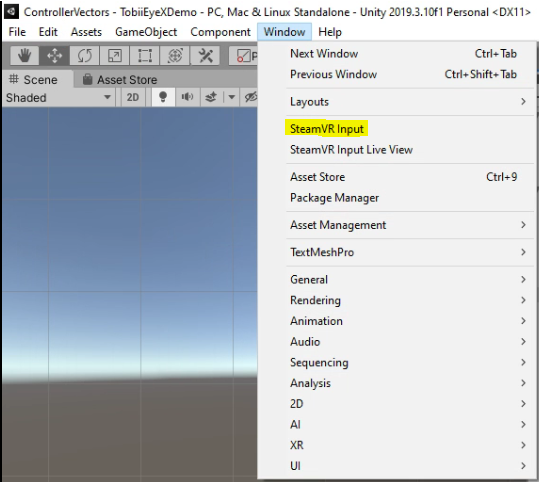 ControllerVectors - TobiiEyeXDemo - PC, Mac & Linux Standalone - Unity 2019.3.10f1 Personal <DX11>
File Edit Assets GameObject Component Window Help
Scene Asset Store
Shaded 2D
Next Window Ctrl+Tab
Previous Window Ctrl+Shift+Tab
Layouts
SteamVR Input
SteamVR Input Live View
Asset Store Ctrl+9
Package Manager
Asset Management
TextMeshPro
General
Rendering
Animation
Audio
Sequencing
Analysis
2D
AI
XR
UI